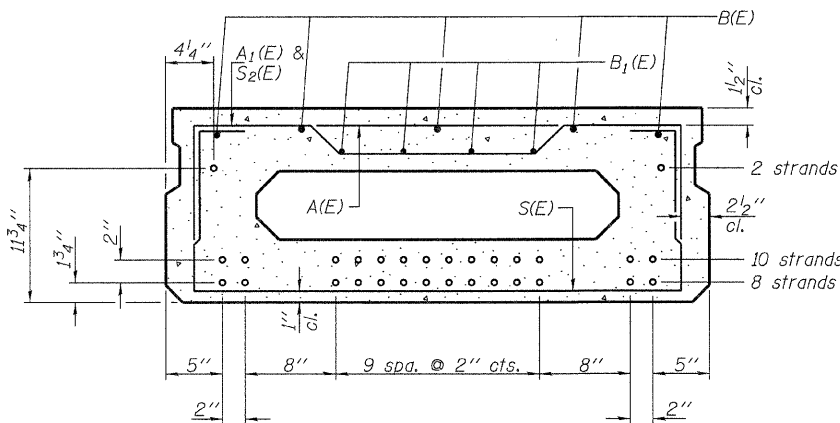 B(E)
4¼"
A₁(E) &
S₂(E)
B₁(E)
1½"
cl.
2 strands
11¾"
2"
1¾"
A(E)
S(E)
2½"
cl.
10 strands
8 strands
1"
cl.
5"
8"
9 spa. @ 2" cts.
8"
5"
2"
2"